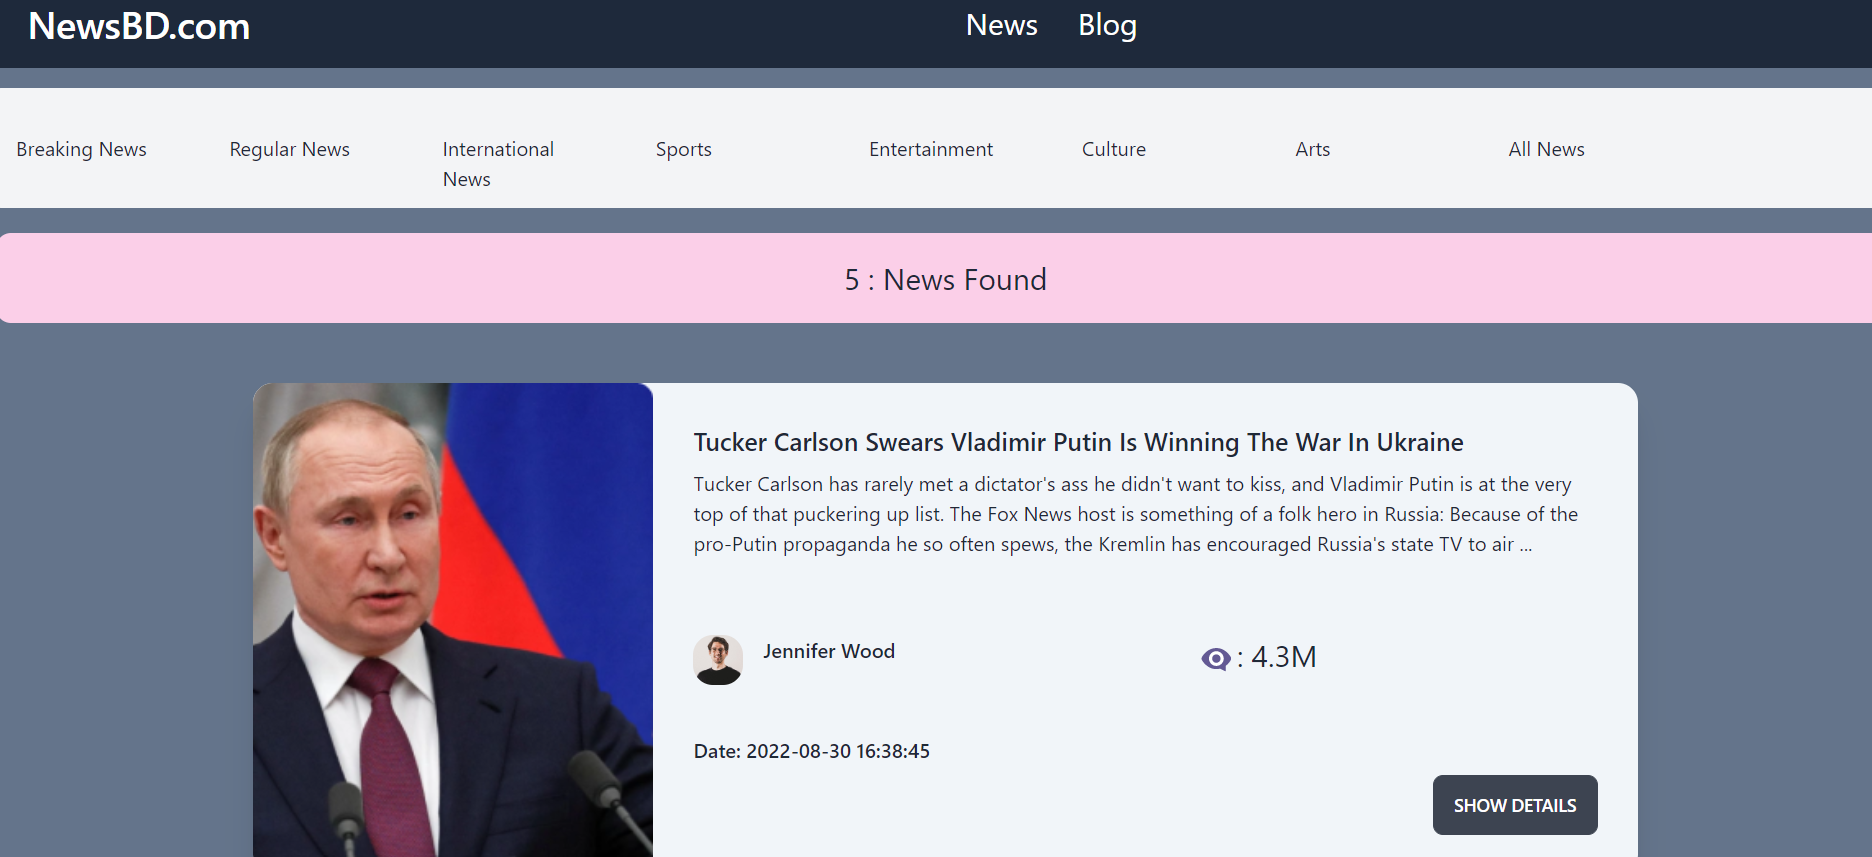 NewsBD.com
News Blog
Breaking News Regular News International News Sports Entertainment Culture Arts All News
5 : News Found
Tucker Carlson Swears Vladimir Putin Is Winning The War In Ukraine
Tucker Carlson has rarely met a dictator's ass he didn't want to kiss, and Vladimir Putin is at the very
top of that puckering up list. The Fox News host is something of a folk hero in Russia: Because of the
pro-Putin propaganda he so often spews, the Kremlin has encouraged Russia's state TV to air ...
Jennifer Wood
: 4.3M
Date: 2022-08-30 16:38:45
SHOW DETAILS